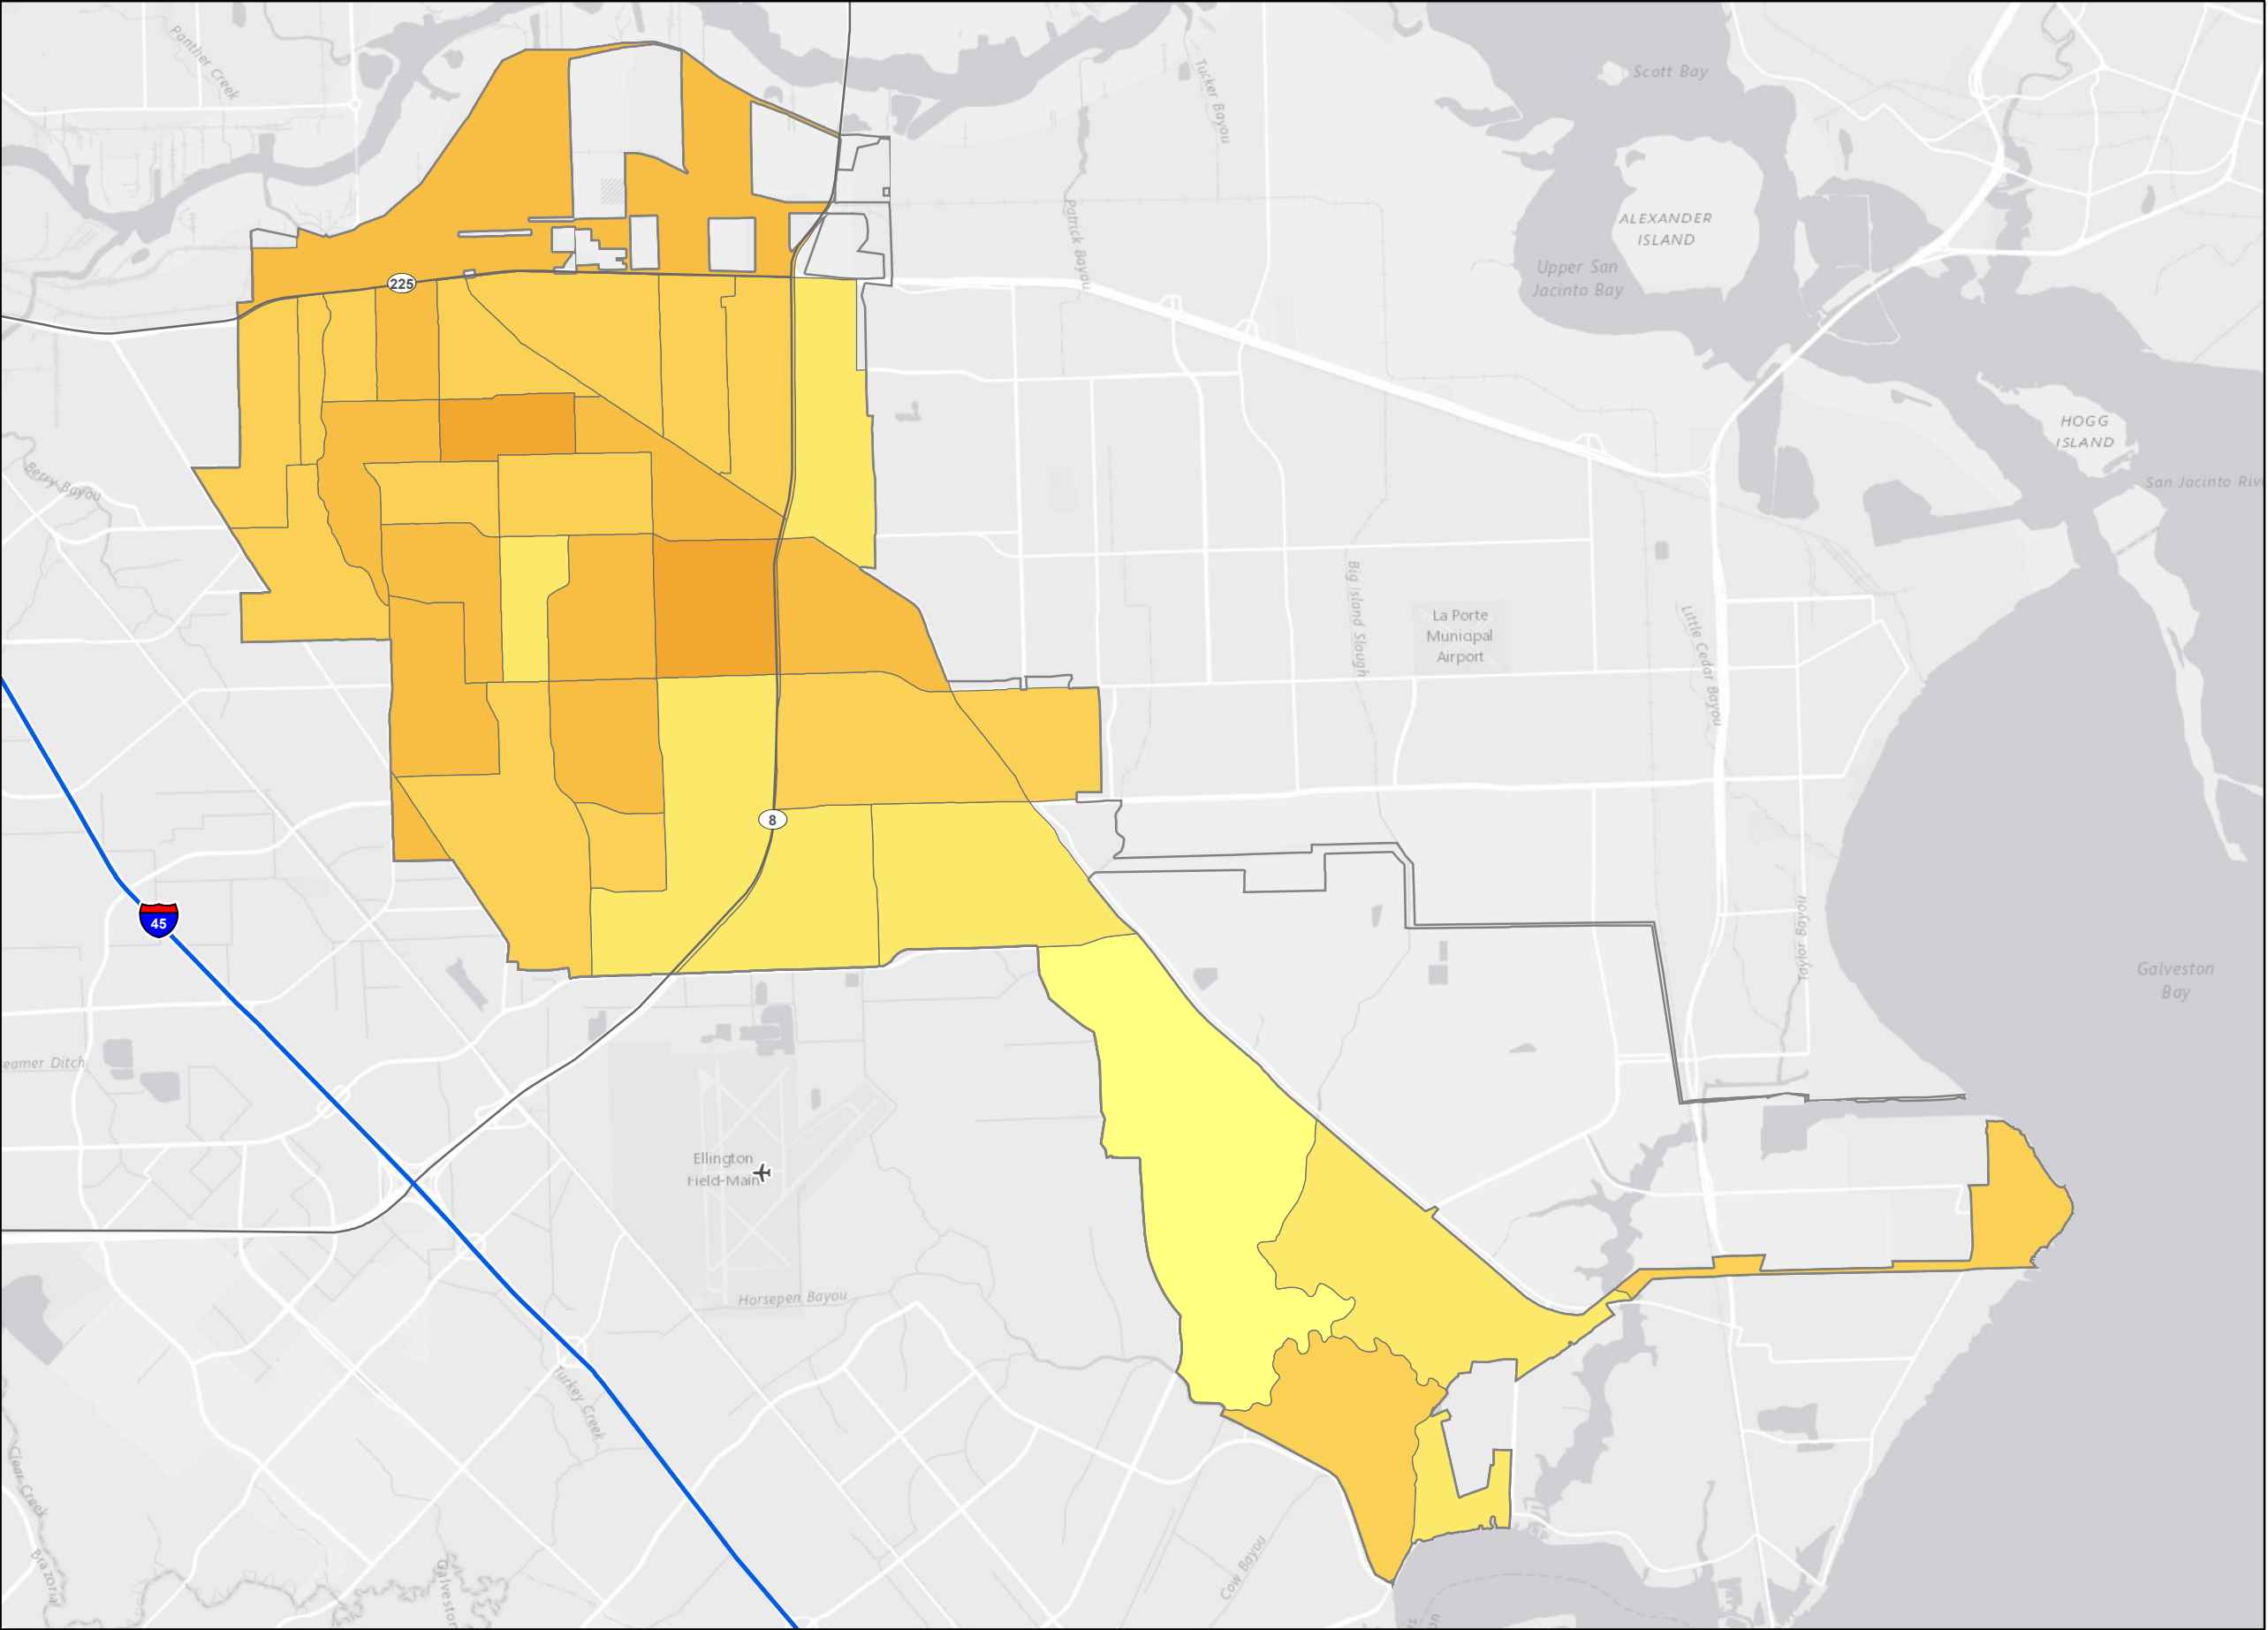 Panther Creek
Tucker Bayou
Scott Bay
ALEXANDER
ISLAND
Patrick Bayou
Upper San
Jacinto Bay
225
HOGG
ISLAND
Berry Bayou
San Jacinto Riv
La Porte
Municipal
Airport
Big Island Slough
Little Cedar Bayou
8
45
Taylor Bayou
Galveston
Bay
eamer Ditch
Ellington
Field-Main
Horsepen Bayou
Turkey Creek
Clear Creek
Cow Bayou
Brazoria
Galveston